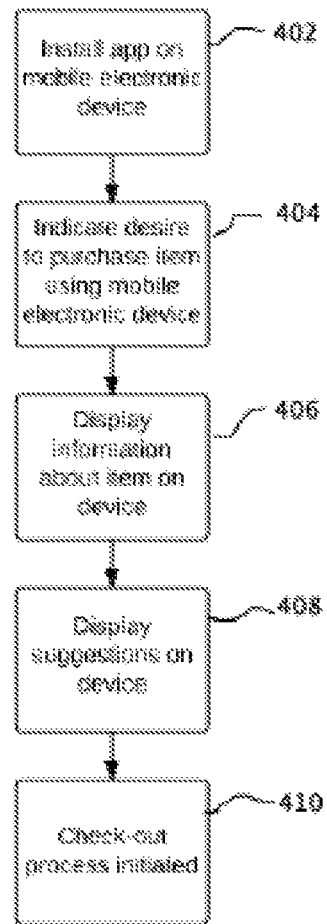 402
Install app on
mobile electronic
device
404
Indicate desire
to purchase item
using mobile
electronic device
406
Display
information
about item on
device
408
Display
suggestions on
device
410
Check-out
process initiated